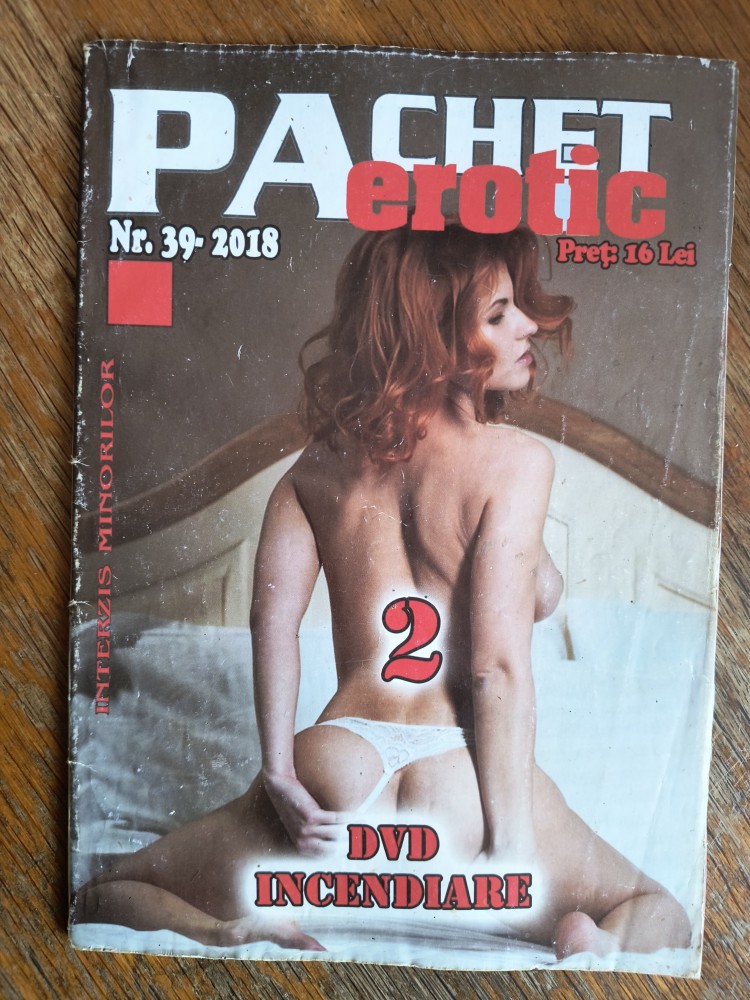 PACHET
erotic
Nr. 39- 2018
Preț: 16 Lei
INTERZIS MINORILOR
2
DVD
INCENDIARE